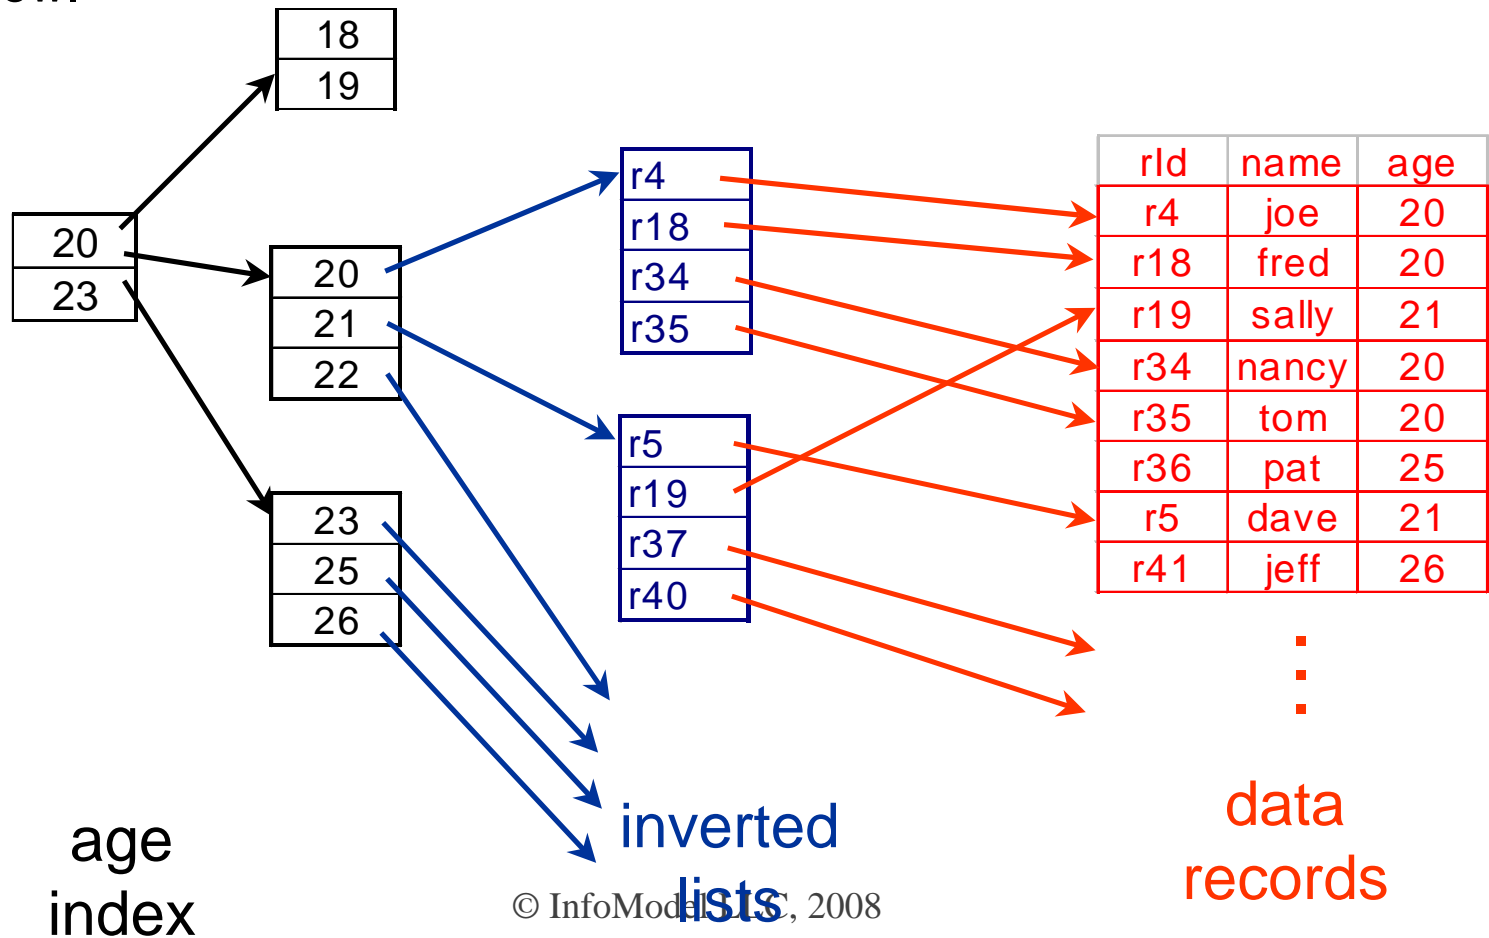 18
19
20
23
20
21
22
23
25
26
r4
r18
r34
r35
r5
r19
r37
r40
rId name age
r4 joe 20
r18 fred 20
r19 sally 21
r34 nancy 20
r35 tom 20
r36 pat 25
r5 dave 21
r41 jeff 26
age
index
inverted
lists
data
records
© InfoModel LLC, 2008